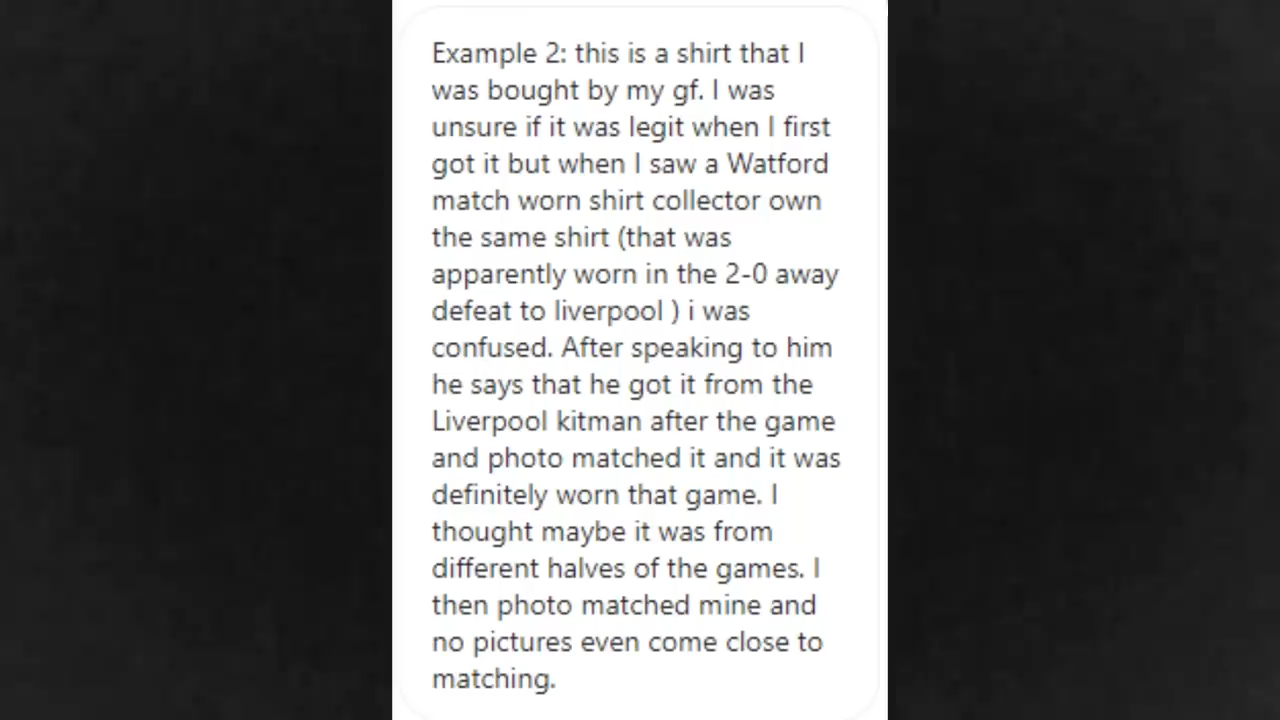 Example 2: this is a shirt that I
was bought by my gf. I was
unsure if it was legit when I first
got it but when I saw a Watford
match worn shirt collector own
the same shirt (that was
apparently worn in the 2-0 away
defeat to liverpool ) i was
confused. After speaking to him
he says that he got it from the
Liverpool kitman after the game
and photo matched it and it was
definitely worn that game. I
thought maybe it was from
different halves of the games. I
then photo matched mine and
no pictures even come close to
matching.